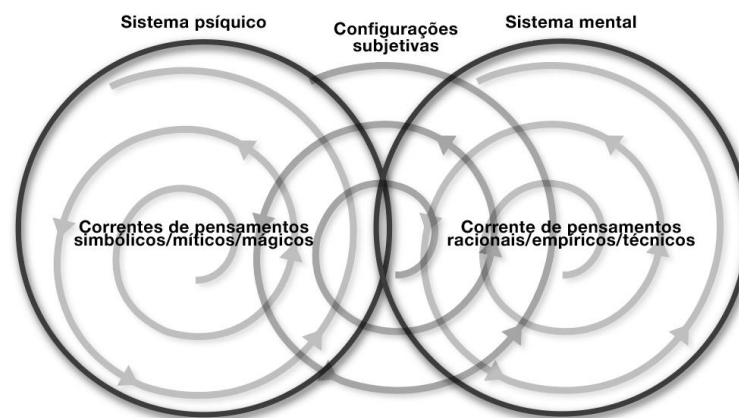 Sistema psíquico
Configurações
subjetivas
Sistema mental
Correntes de pensamentos
simbólicos/míticos/mágicos
Corrente de pensamentos
racionais/empíricos/técnicos